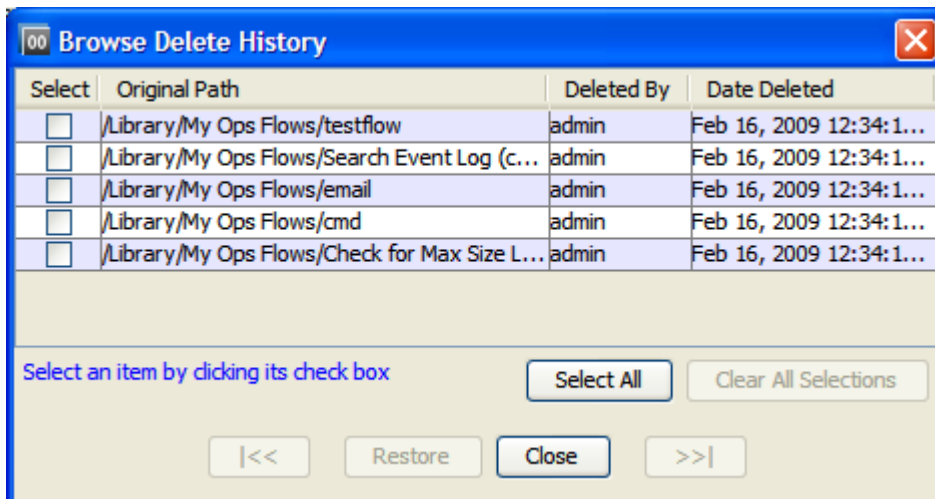 00 Browse Delete History
Select Original Path Deleted By Date Deleted
/Library/My Ops Flows/testflow admin Feb 16, 2009 12:34:1...
/Library/My Ops Flows/Search Event Log (c... admin Feb 16, 2009 12:34:1...
/Library/My Ops Flows/email admin Feb 16, 2009 12:34:1...
/Library/My Ops Flows/cmd admin Feb 16, 2009 12:34:1...
/Library/My Ops Flows/Check for Max Size L... admin Feb 16, 2009 12:34:1...
Select an item by clicking its check box Select All Clear All Selections
|<< Restore Close >>|